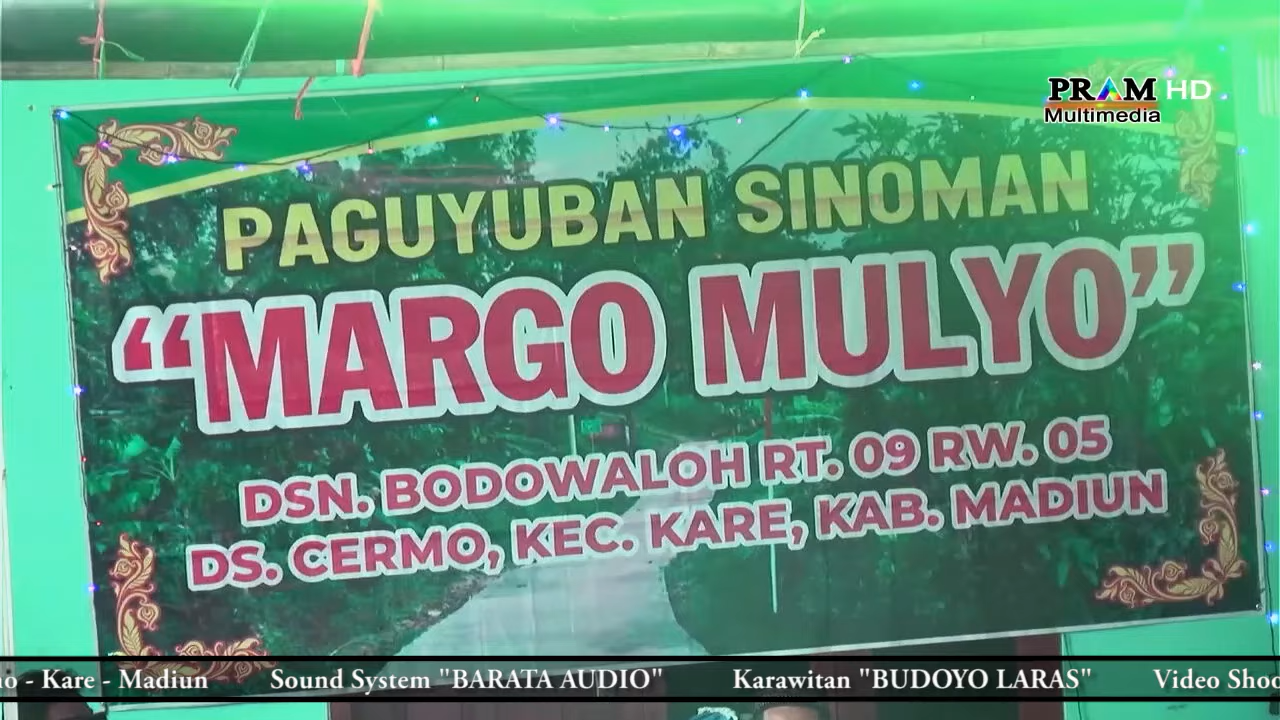 PRAM HD
Multimedia
PAGUYUBAN SINOMAN
“MARGO MULYO”
DSN. BODOWALOH RT. 09 RW. 05
DS. CERMO, KEC. KARE, KAB. MADIUN
- Kare - Madiun Sound System "BARATA AUDIO" Karawitan "BUDOYO LARAS" Video